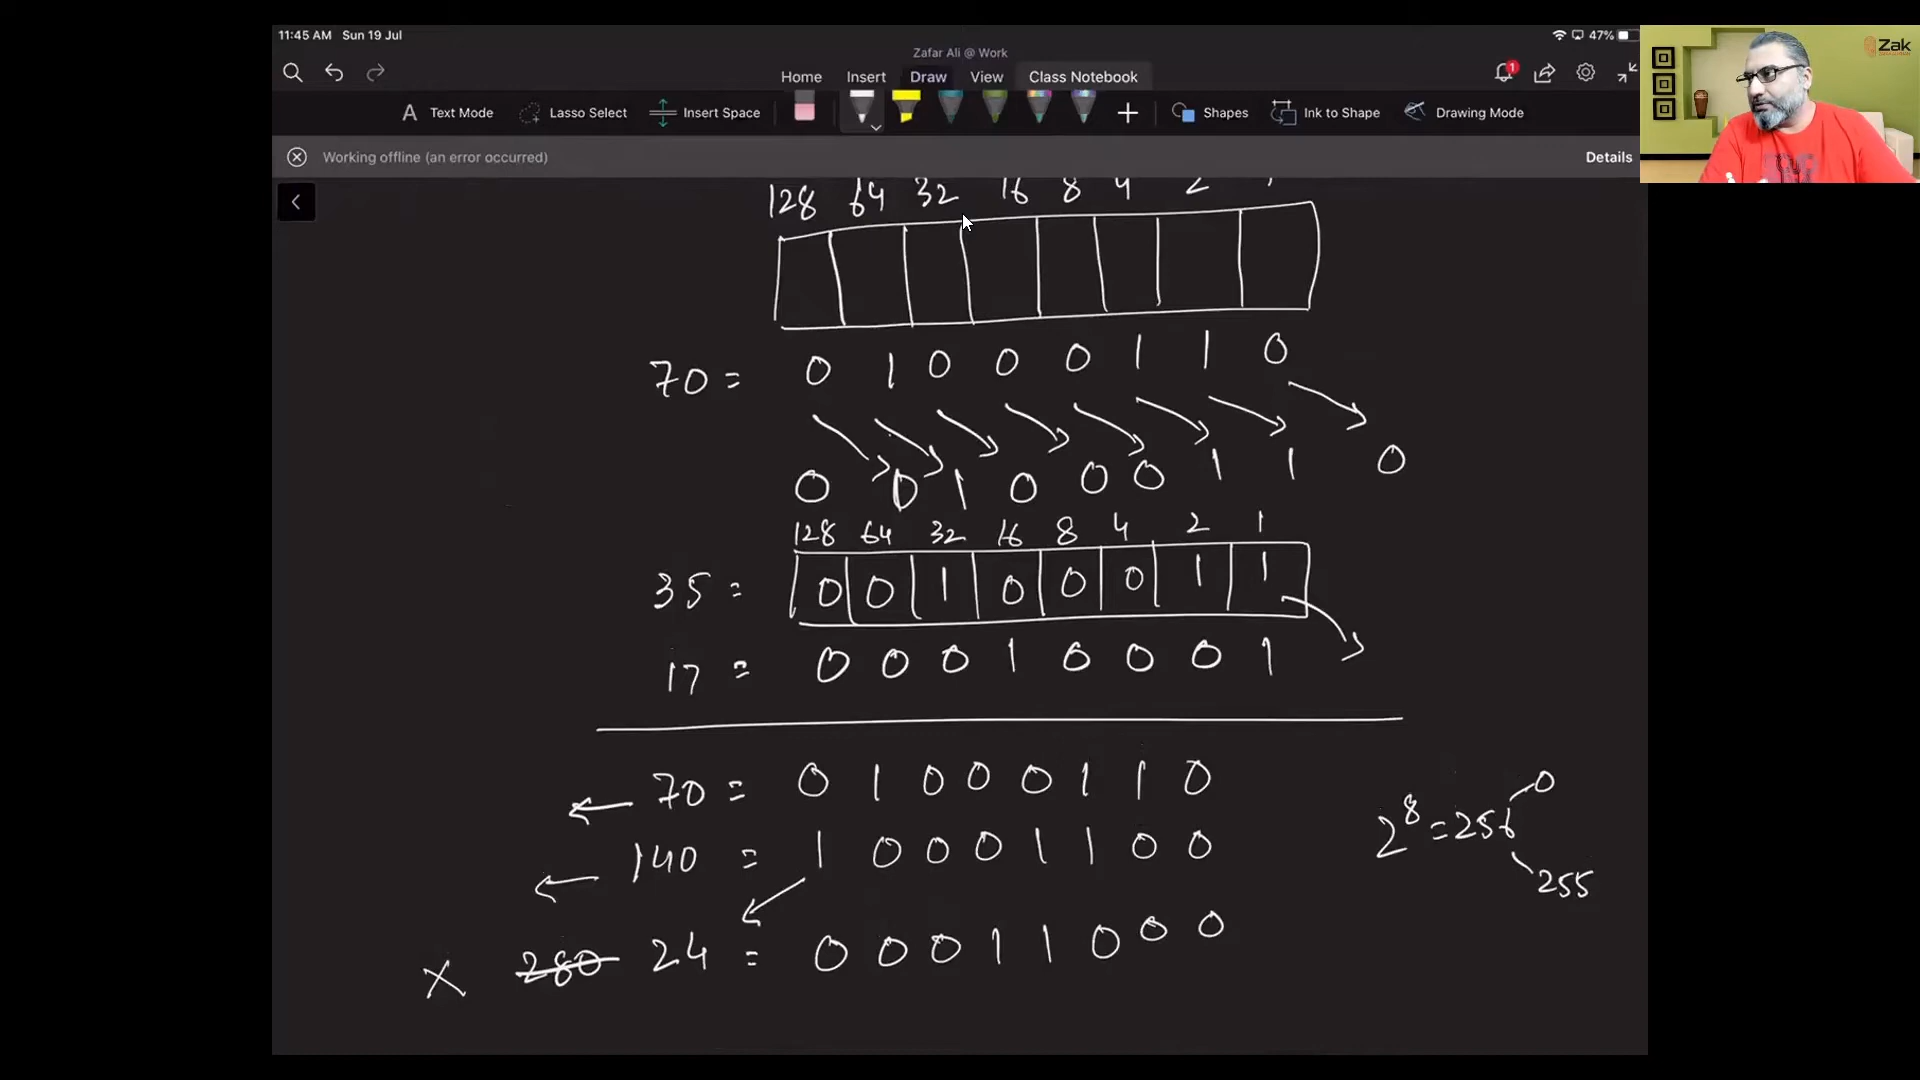 11:45 AM Sun 19 Jul
47%
Zafar Ali @ Work
Home Insert Draw View Class Notebook
1
Zak
A Text Mode Lasso Select Insert Space + Shapes Ink to Shape Drawing Mode
Working offline (an error occurred) Details
128 64 32 16 8 4 2
70 = 0 1 0 0 0 1 1 0
0 0 1 0 0 0 1 1 0
128 64 32 16 8 4 2 1
35 = 0 0 1 0 0 0 1 1
17 = 0 0 0 1 0 0 0 1
70 = 0 1 0 0 0 1 1 0
140 = 1 0 0 0 1 1 0 0
X 280 24 = 0 0 0 1 1 0 0 0
0
2^8 = 256
255